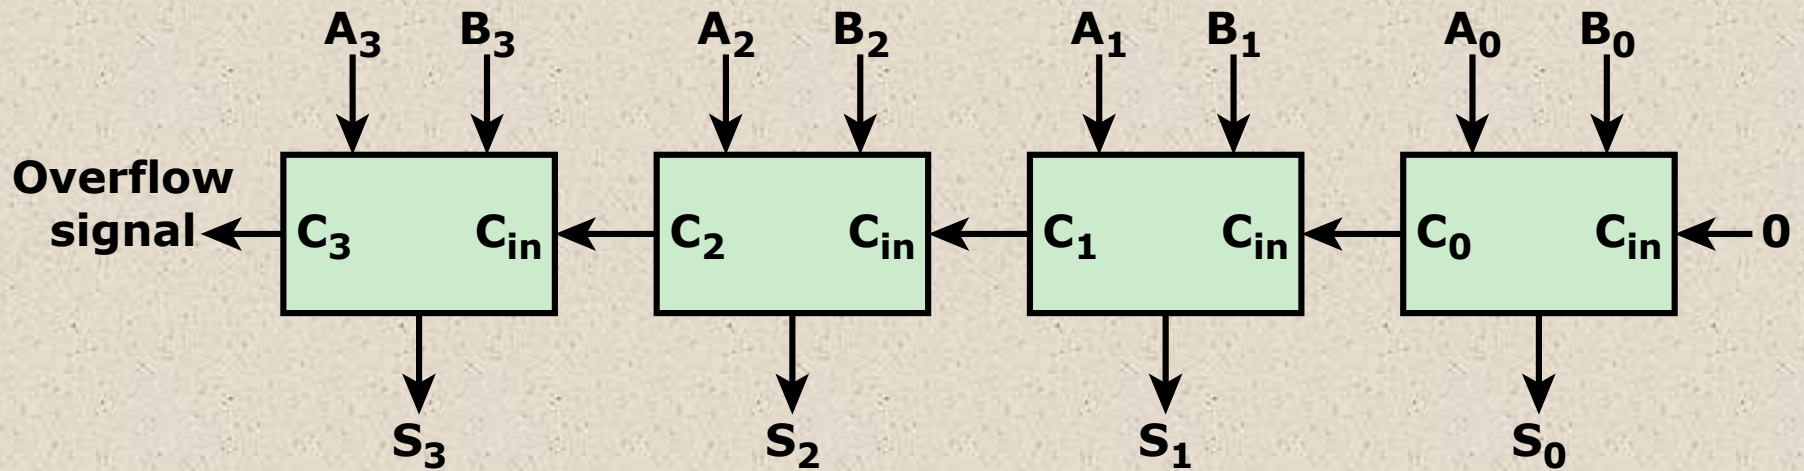 A3 B3 A2 B2 A1 B1 A0 B0
Overflow
signal C3 Cin C2 Cin C1 Cin C0 Cin 0
S3 S2 S1 S0